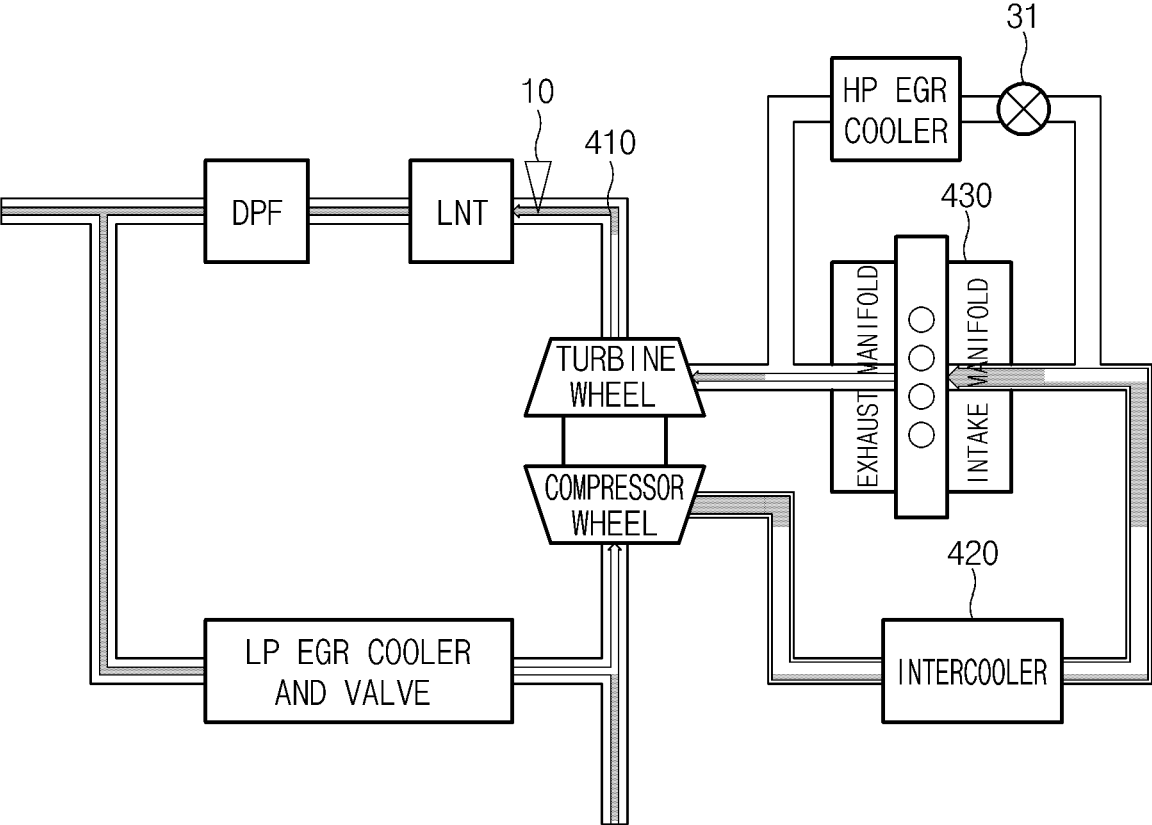 31
HP EGR
COOLER
10
410
DPF
LNT
430
EXHAUST MANIFOLD
INTAKE MANIFOLD
TURBINE
WHEEL
COMPRESSOR
WHEEL
420
LP EGR COOLER
AND VALVE
INTERCOOLER